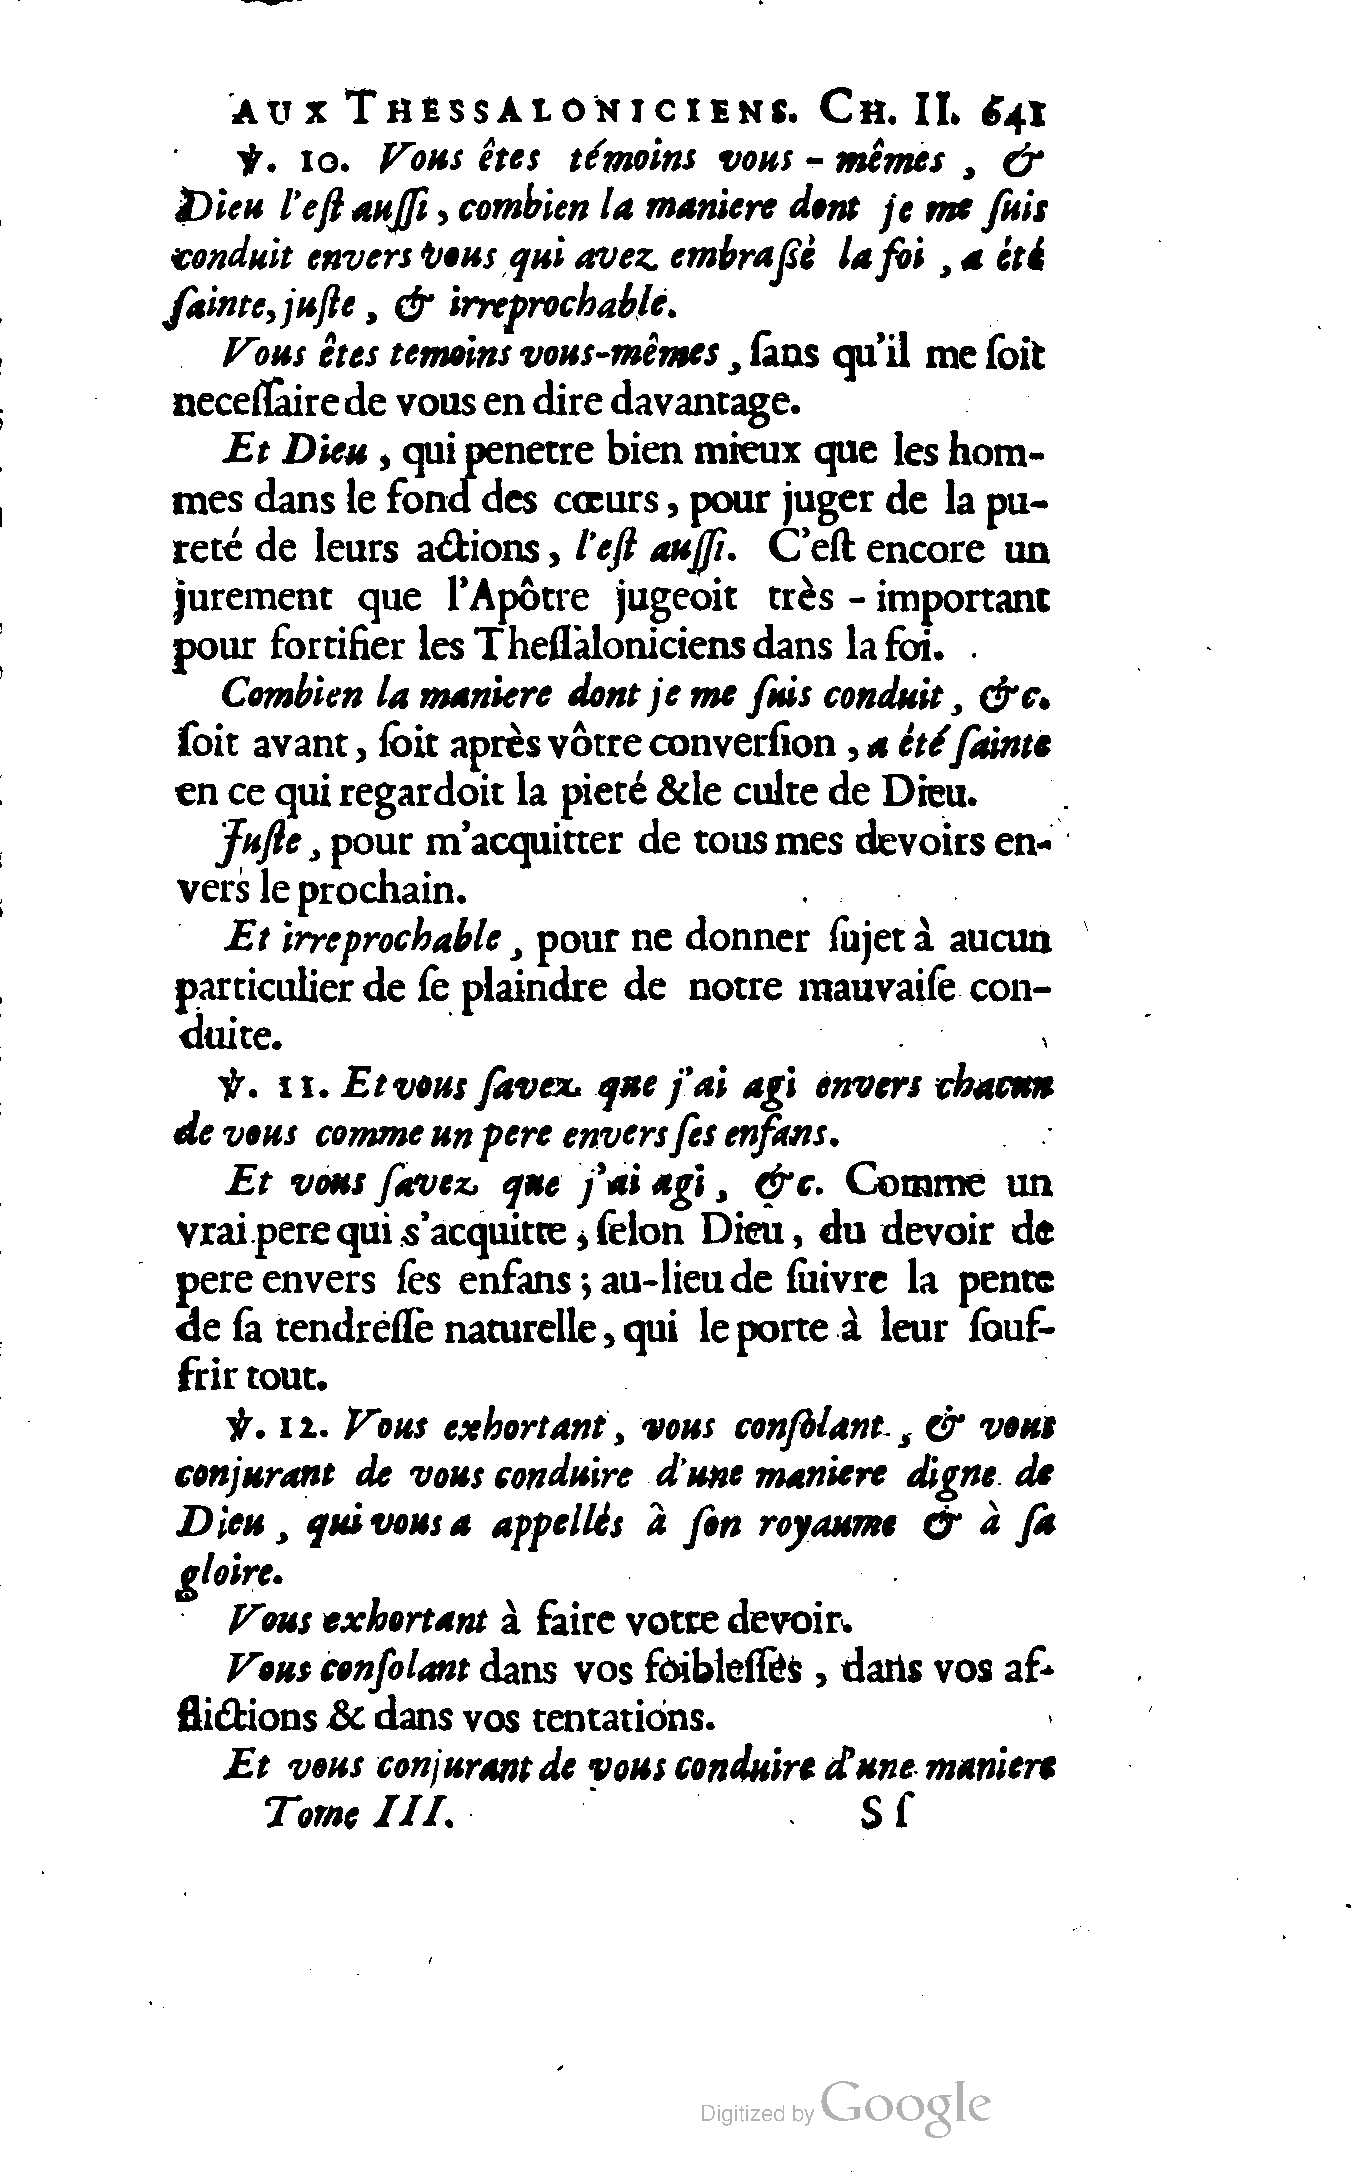 AUX THESSALONICIENS. CH. II. 641
℣. 10. Vous êtes témoins vous-mêmes, &
Dieu l'eſt auſſi, combien la maniere dont je me ſuis
conduit envers vous qui avez embraſſé la foi, a été
ſainte, juſte, & irreprochable.
Vous êtes temoins vous-mêmes, ſans qu'il me ſoit
neceſſaire de vous en dire davantage.
Et Dieu, qui penetre bien mieux que les hom-
mes dans le fond des cœurs, pour juger de la pu-
reté de leurs actions, l'eſt auſſi. C'eſt encore un
jurement que l'Apôtre jugeoit très-important
pour fortifier les Theſſaloniciens dans la foi.
Combien la maniere dont je me ſuis conduit, &c.
ſoit avant, ſoit après vôtre converſion, a été ſainte
en ce qui regardoit la pieté & le culte de Dieu.
Juſte, pour m'acquitter de tous mes devoirs en-
vers le prochain.
Et irreprochable, pour ne donner ſujet à aucun
particulier de ſe plaindre de notre mauvaiſe con-
duite.
℣. 11. Et vous ſavez que j'ai agi envers chacun
de vous comme un pere envers ſes enfans.
Et vous ſavez que j'ai agi, &c. Comme un
vrai pere qui s'acquitte, ſelon Dieu, du devoir de
pere envers ſes enfans; au-lieu de ſuivre la pente
de ſa tendreſſe naturelle, qui le porte à leur ſouf-
frir tout.
℣. 12. Vous exhortant, vous conſolant, & vous
conjurant de vous conduire d'une maniere digne de
Dieu, qui vous a appellés à ſon royaume & à ſa
gloire.
Vous exhortant à faire votre devoir.
Vous conſolant dans vos foibleſſes, dans vos af-
flictions & dans vos tentations.
Et vous conjurant de vous conduire d'une maniere
Tome III. S ſ
Digitized by Google